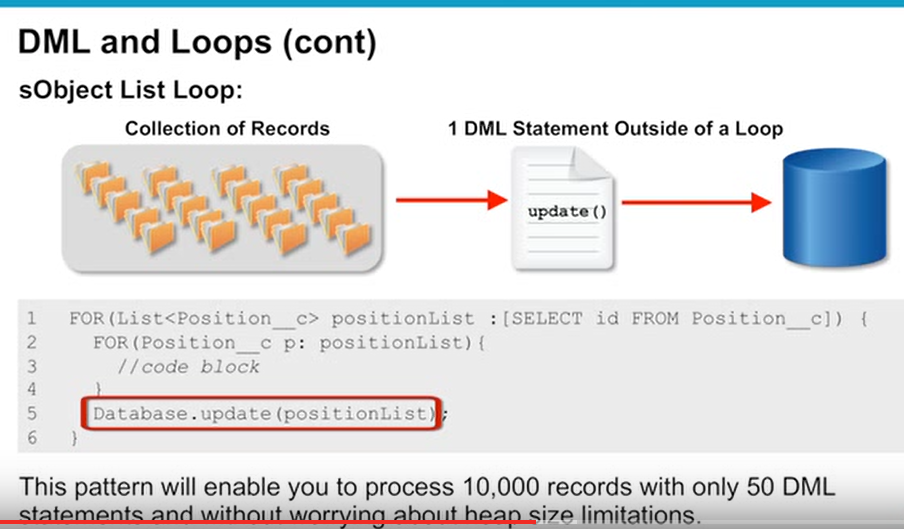 DML and Loops (cont)
sObject List Loop:
Collection of Records
1 DML Statement Outside of a Loop
update()
1 FOR(List<Position__c> positionList :[SELECT id FROM Position__c]) {
2 FOR(Position__c p: positionList){
3 //code block
4 }
5 Database.update(positionList);
6 }
This pattern will enable you to process 10,000 records with only 50 DML
statements and without worrying about heap size limitations.